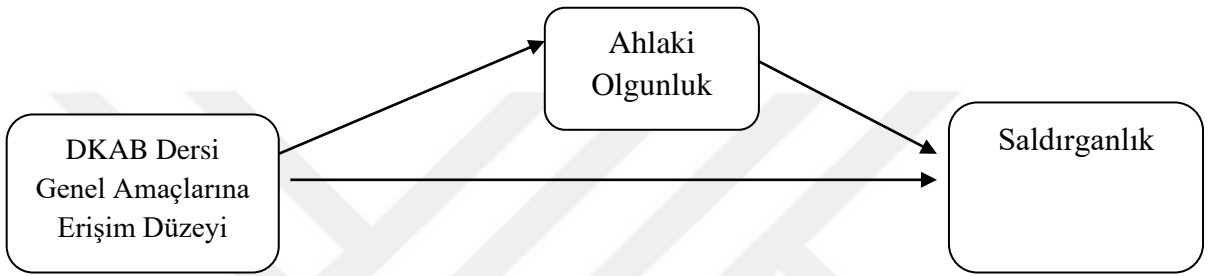 Ahlaki
Olgunluk
DKAB Dersi
Genel Amaçlarına
Erişim Düzeyi
Saldırganlık